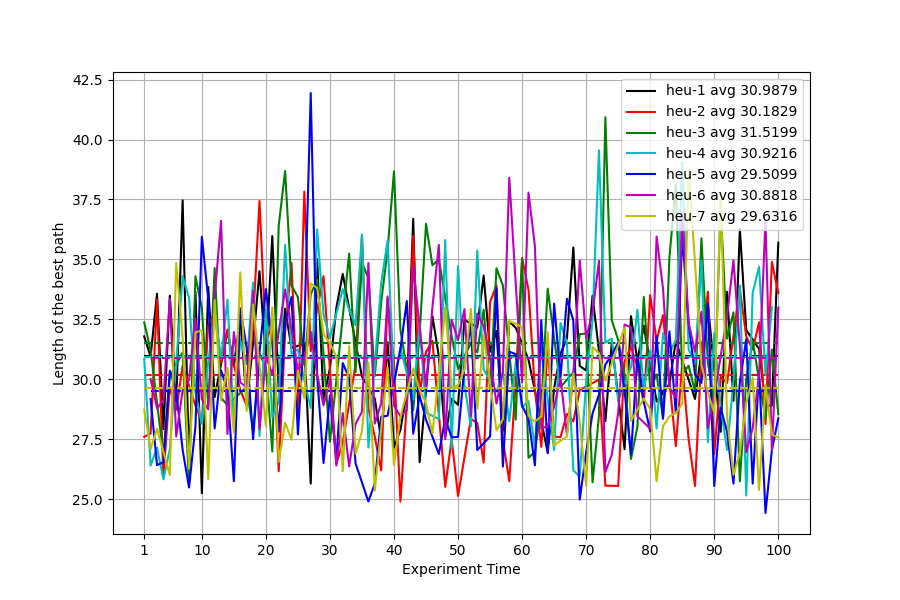 42.5
40.0
37.5
35.0
32.5
30.0
27.5
25.0
Length of the best path
heu-1 avg 30.9879
heu-2 avg 30.1829
heu-3 avg 31.5199
heu-4 avg 30.9216
heu-5 avg 29.5099
heu-6 avg 30.8818
heu-7 avg 29.6316
1 10 20 30 40 50 60 70 80 90 100
Experiment Time